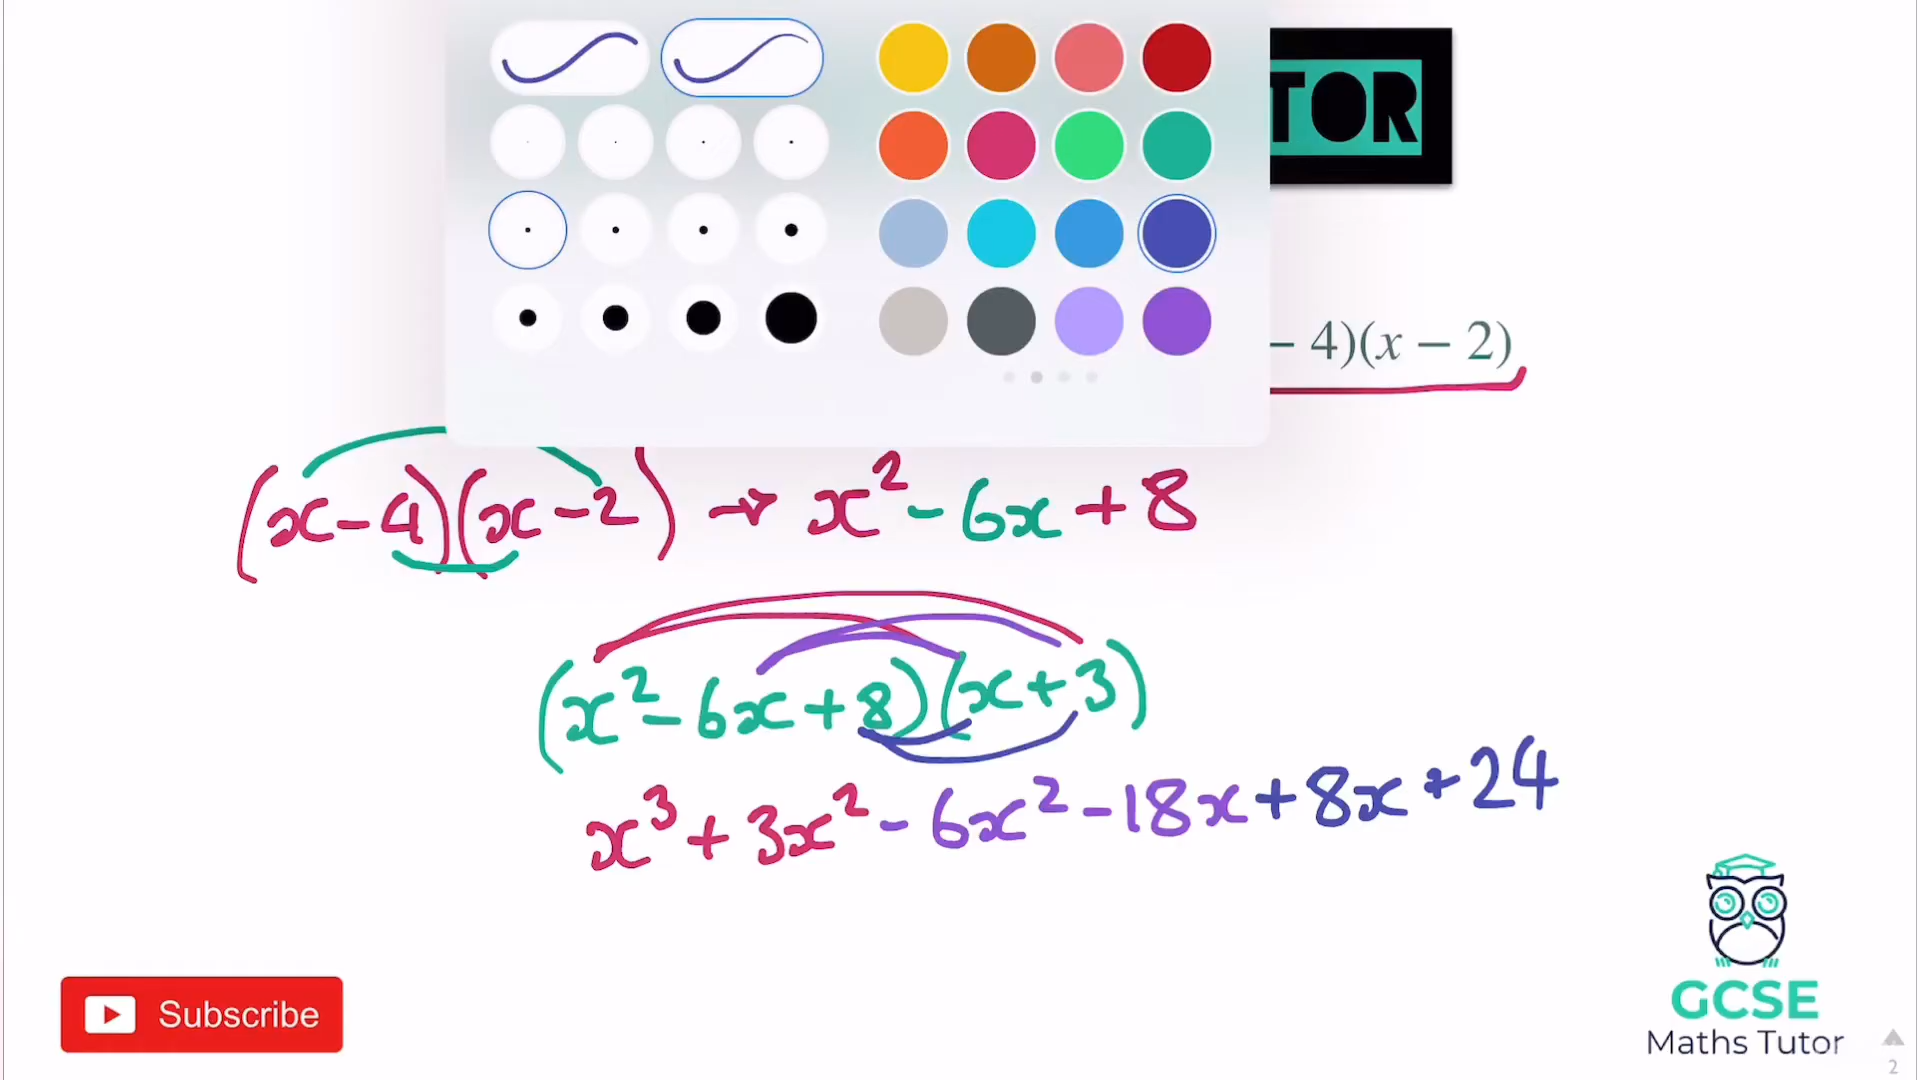 TOR
– 4)(x – 2)
(x-4)(x-2) → x² - 6x + 8
(x² - 6x + 8)(x + 3)
x³ + 3x² - 6x² - 18x + 8x + 24
Subscribe
GCSE
Maths Tutor
2